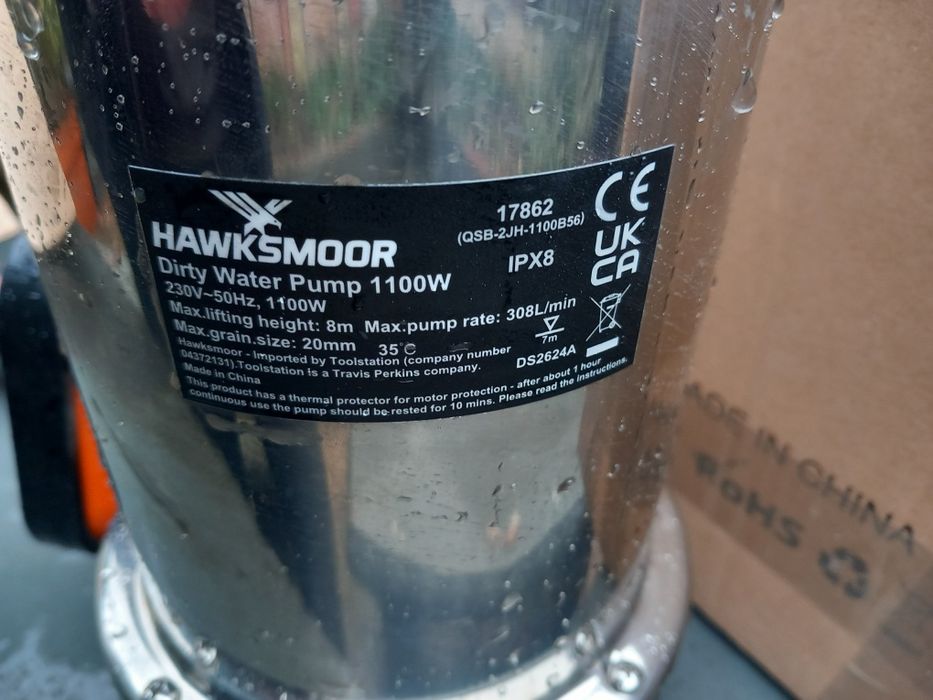 HAWKSMOOR
17862
(QSB-2JH-1100B56)
CE
UK
CA
IPX8
Dirty Water Pump 1100W
230V~50Hz, 1100W
Max.lifting height: 8m Max.pump rate: 308L/min
Max.grain.size: 20mm 35°C
7m
DS2624A
Hawksmoor - Imported by Toolstation (company number
04372131).Toolstation is a Travis Perkins company.
Made in China
This product has a thermal protector for motor protection - after about 1 hour
continuous use the pump should be rested for 10 mins. Please read the instructions.
ADE IN CHINA
RoHS